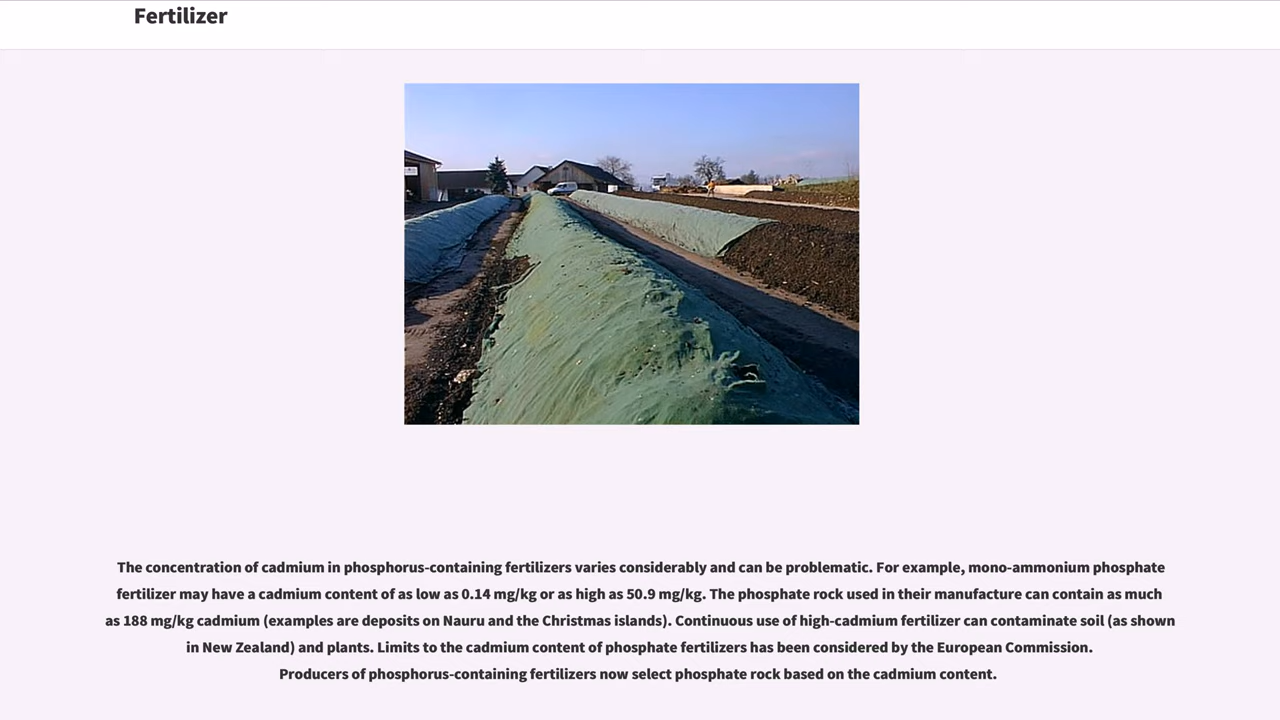 Fertilizer
The concentration of cadmium in phosphorus-containing fertilizers varies considerably and can be problematic. For example, mono-ammonium phosphate
fertilizer may have a cadmium content of as low as 0.14 mg/kg or as high as 50.9 mg/kg. The phosphate rock used in their manufacture can contain as much
as 188 mg/kg cadmium (examples are deposits on Nauru and the Christmas islands). Continuous use of high-cadmium fertilizer can contaminate soil (as shown
in New Zealand) and plants. Limits to the cadmium content of phosphate fertilizers has been considered by the European Commission.
Producers of phosphorus-containing fertilizers now select phosphate rock based on the cadmium content.